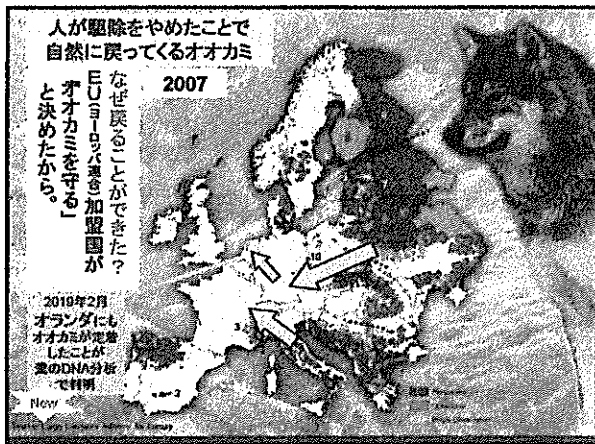 人が駆除をやめたことで
自然に戻ってくるオオカミ
2007
なぜ戻ることができた?
EU(ヨーロッパ連合)加盟国が
「オオカミを守る」
と決めたから。
2019年2月
オランダにも
オオカミが定着
したことが
糞のDNA分析
で判明
New